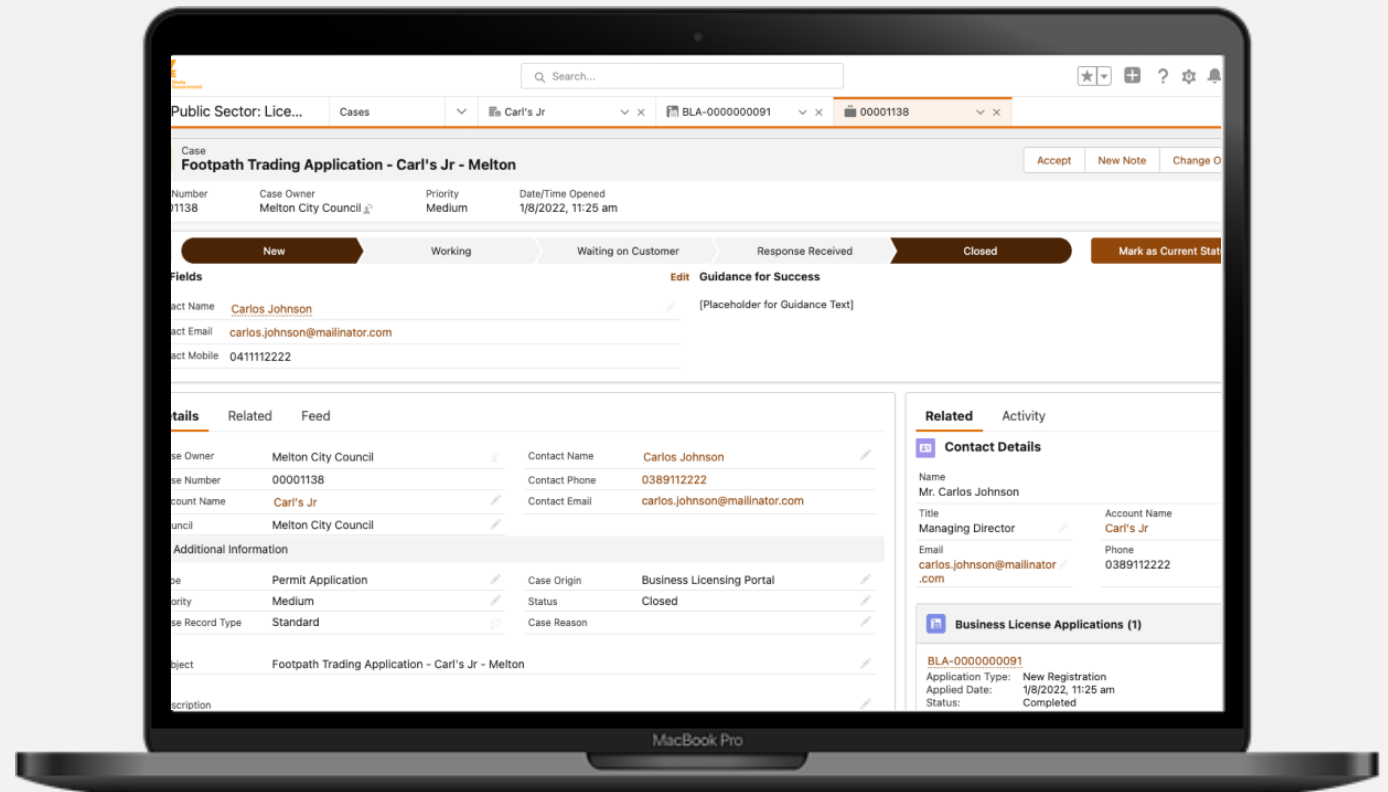 Search...
Public Sector: Lice... Cases Carl's Jr BLA-0000000091 00001138
Case
Footpath Trading Application - Carl's Jr - Melton
Accept New Note Change O
Number Case Owner Priority Date/Time Opened
01138 Melton City Council Medium 1/8/2022, 11:25 am
New Working Waiting on Customer Response Received Closed Mark as Current Stat
Fields Edit Guidance for Success
act Name Carlos Johnson [Placeholder for Guidance Text]
act Email carlos.johnson@mailinator.com
act Mobile 0411112222
tails Related Feed
se Owner Melton City Council Contact Name Carlos Johnson
se Number 00001138 Contact Phone 0389112222
count Name Carl's Jr Contact Email carlos.johnson@mailinator.com
uncil Melton City Council
Additional Information
pe Permit Application Case Origin Business Licensing Portal
ority Medium Status Closed
se Record Type Standard Case Reason
bject Footpath Trading Application - Carl's Jr - Melton
scription
Related Activity
Contact Details
Name
Mr. Carlos Johnson
Title Account Name
Managing Director Carl's Jr
Email Phone
carlos.johnson@mailinator 0389112222
.com
Business License Applications (1)
BLA-0000000091
Application Type: New Registration
Applied Date: 1/8/2022, 11:25 am
Status: Completed
MacBook Pro